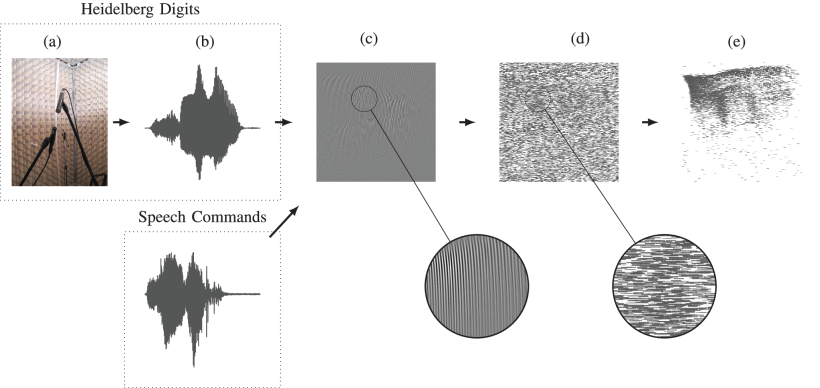 Heidelberg Digits
(a)
(b)
(c)
(d)
(e)
Speech Commands